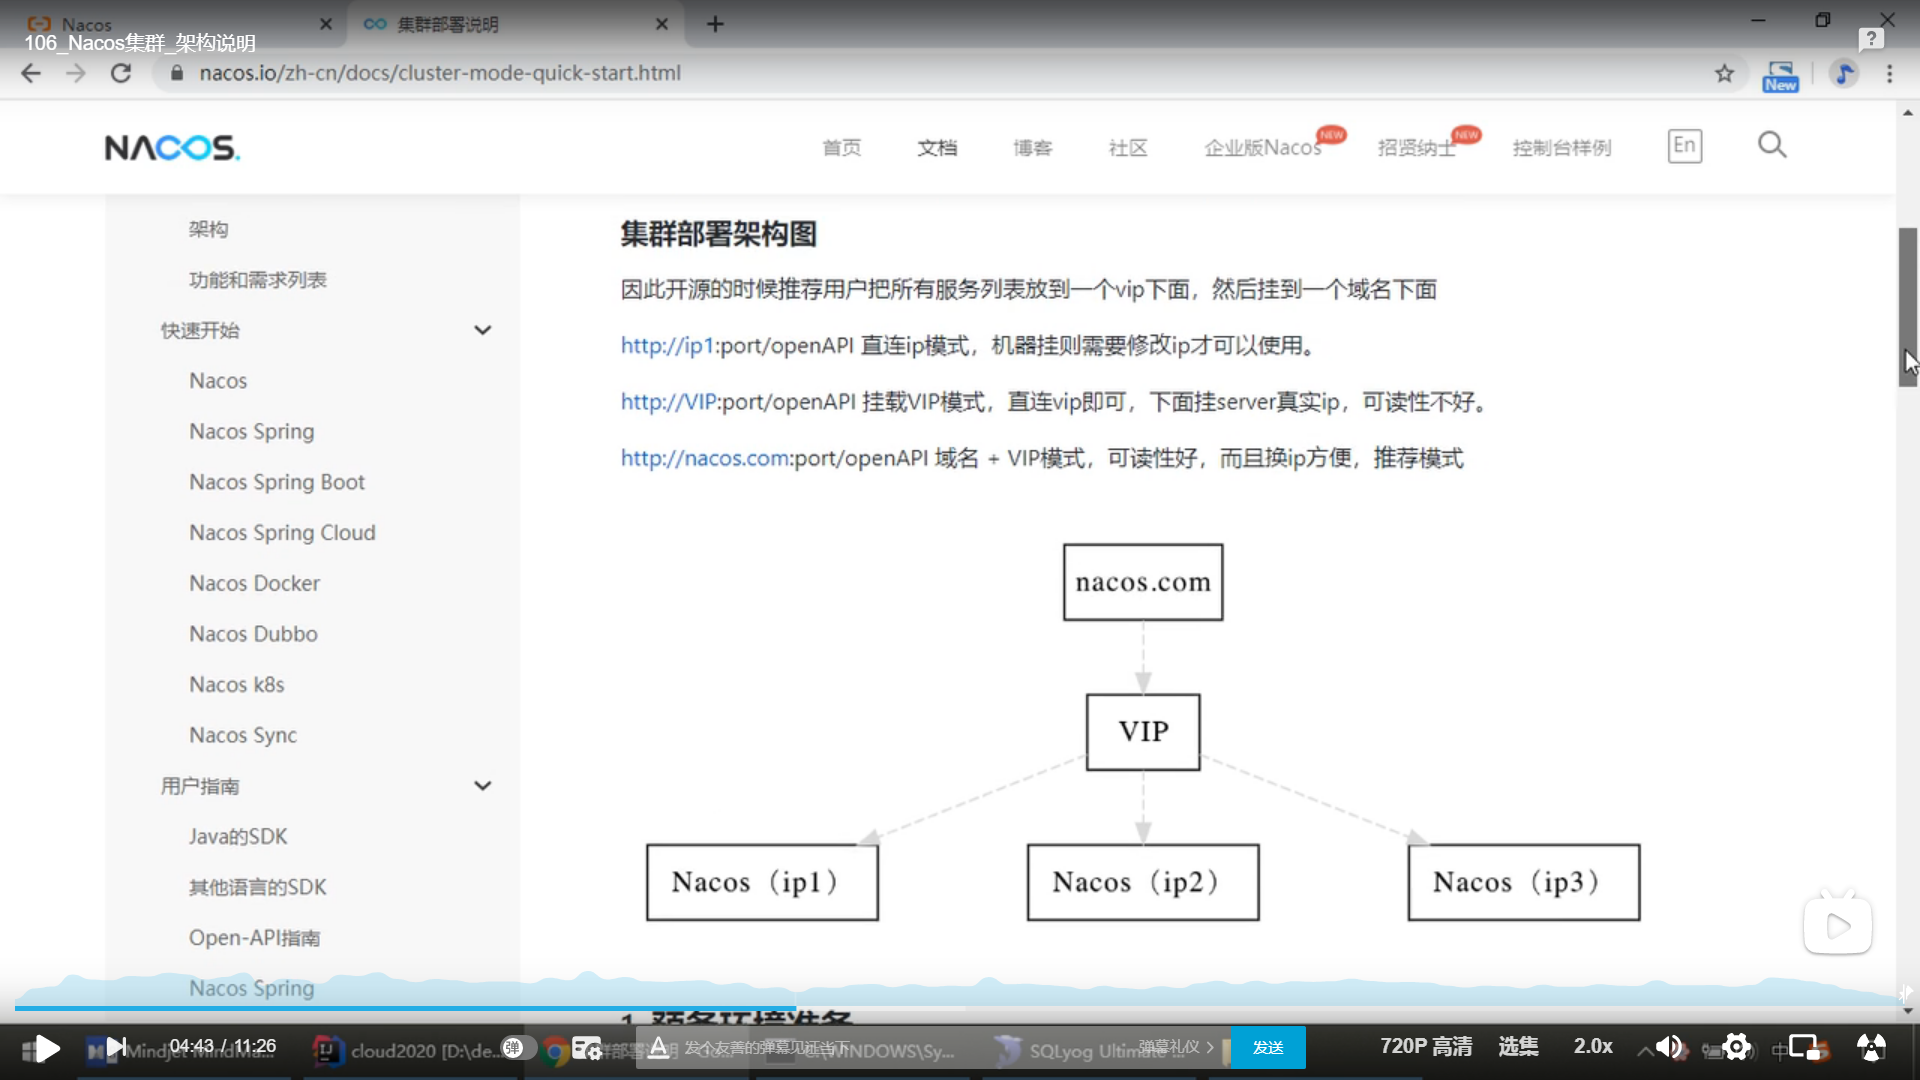 Nacos
集群部署说明
106_Nacos集群_架构说明
nacos.io/zh-cn/docs/cluster-mode-quick-start.html
New
NACOS.
首页
文档
博客
社区
企业版Nacos
NEW
招贤纳士
NEW
控制台样例
En
架构
功能和需求列表
快速开始
Nacos
Nacos Spring
Nacos Spring Boot
Nacos Spring Cloud
Nacos Docker
Nacos Dubbo
Nacos k8s
Nacos Sync
用户指南
Java的SDK
其他语言的SDK
Open-API指南
Nacos Spring
集群部署架构图
因此开源的时候推荐用户把所有服务列表放到一个vip下面，然后挂到一个域名下面
http://ip1:port/openAPI 直连ip模式，机器挂则需要修改ip才可以使用。
http://VIP:port/openAPI 挂载VIP模式，直连vip即可，下面挂server真实ip，可读性不好。
http://nacos.com:port/openAPI 域名 + VIP模式，可读性好，而且换ip方便，推荐模式
nacos.com
VIP
Nacos（ip1）
Nacos（ip2）
Nacos（ip3）
1. 预备环境准备
04:43 / 11:26
cloud2020 [D:\de...
弹
发个友善的弹幕见证当下
弹幕礼仪
发送
SQLyog Ultimate
720P 高清
选集
2.0x
中